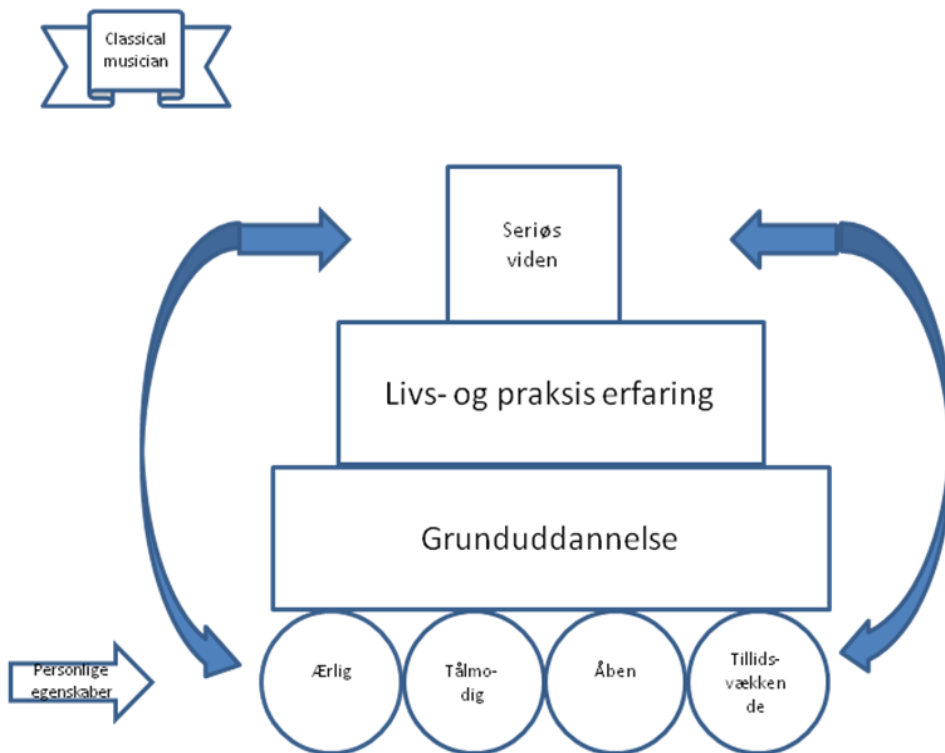 Classical
musician
Seriøs
viden
Livs- og praksis erfaring
Grunduddannelse
Personlige
egenskaber
Ærlig
Tålmo-
dig
Åben
Tillids-
vækken
de